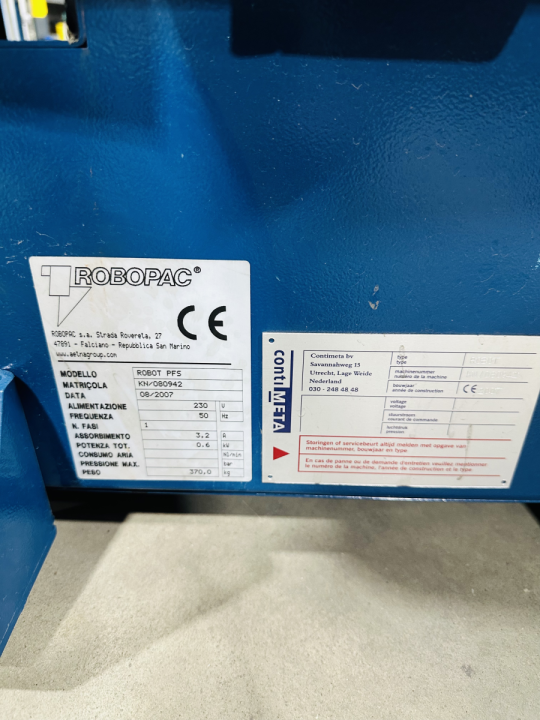 ROBOPAC®
CE
ROBOPAC s.a. Strada Rovereta, 27
47891 - Falciano - Repubblica San Marino
www.aetnagroup.com
MODELLO ROBOT PFS
MATRICOLA KN/080942
DATA 08/2007
ALIMENTAZIONE 230 V
FREQUENZA 50 Hz
N. FASI 1
ASSORBIMENTO 3.2 A
POTENZA TOT. 0.6 kW
CONSUMO ARIA Nl/min
PRESSIONE MAX. bar
PESO 370.0 kg
conti META
Contimeta bv
Savannahweg 15
Utrecht, Lage Weide
Nederland
030 - 248 48 48
type
type
machinenummer
numéro de la machine
bouwjaar
année de construction
CE
voltage
voltage
stuurstroom
courant de commande
luchtdruk
pression
Storingen of servicebeurt altijd melden met opgave van
machinenummer, bouwjaar en type.
En cas de panne ou de demande d'entretien veuillez mentionner
le numéro de la machine, l'année de construction et le type.